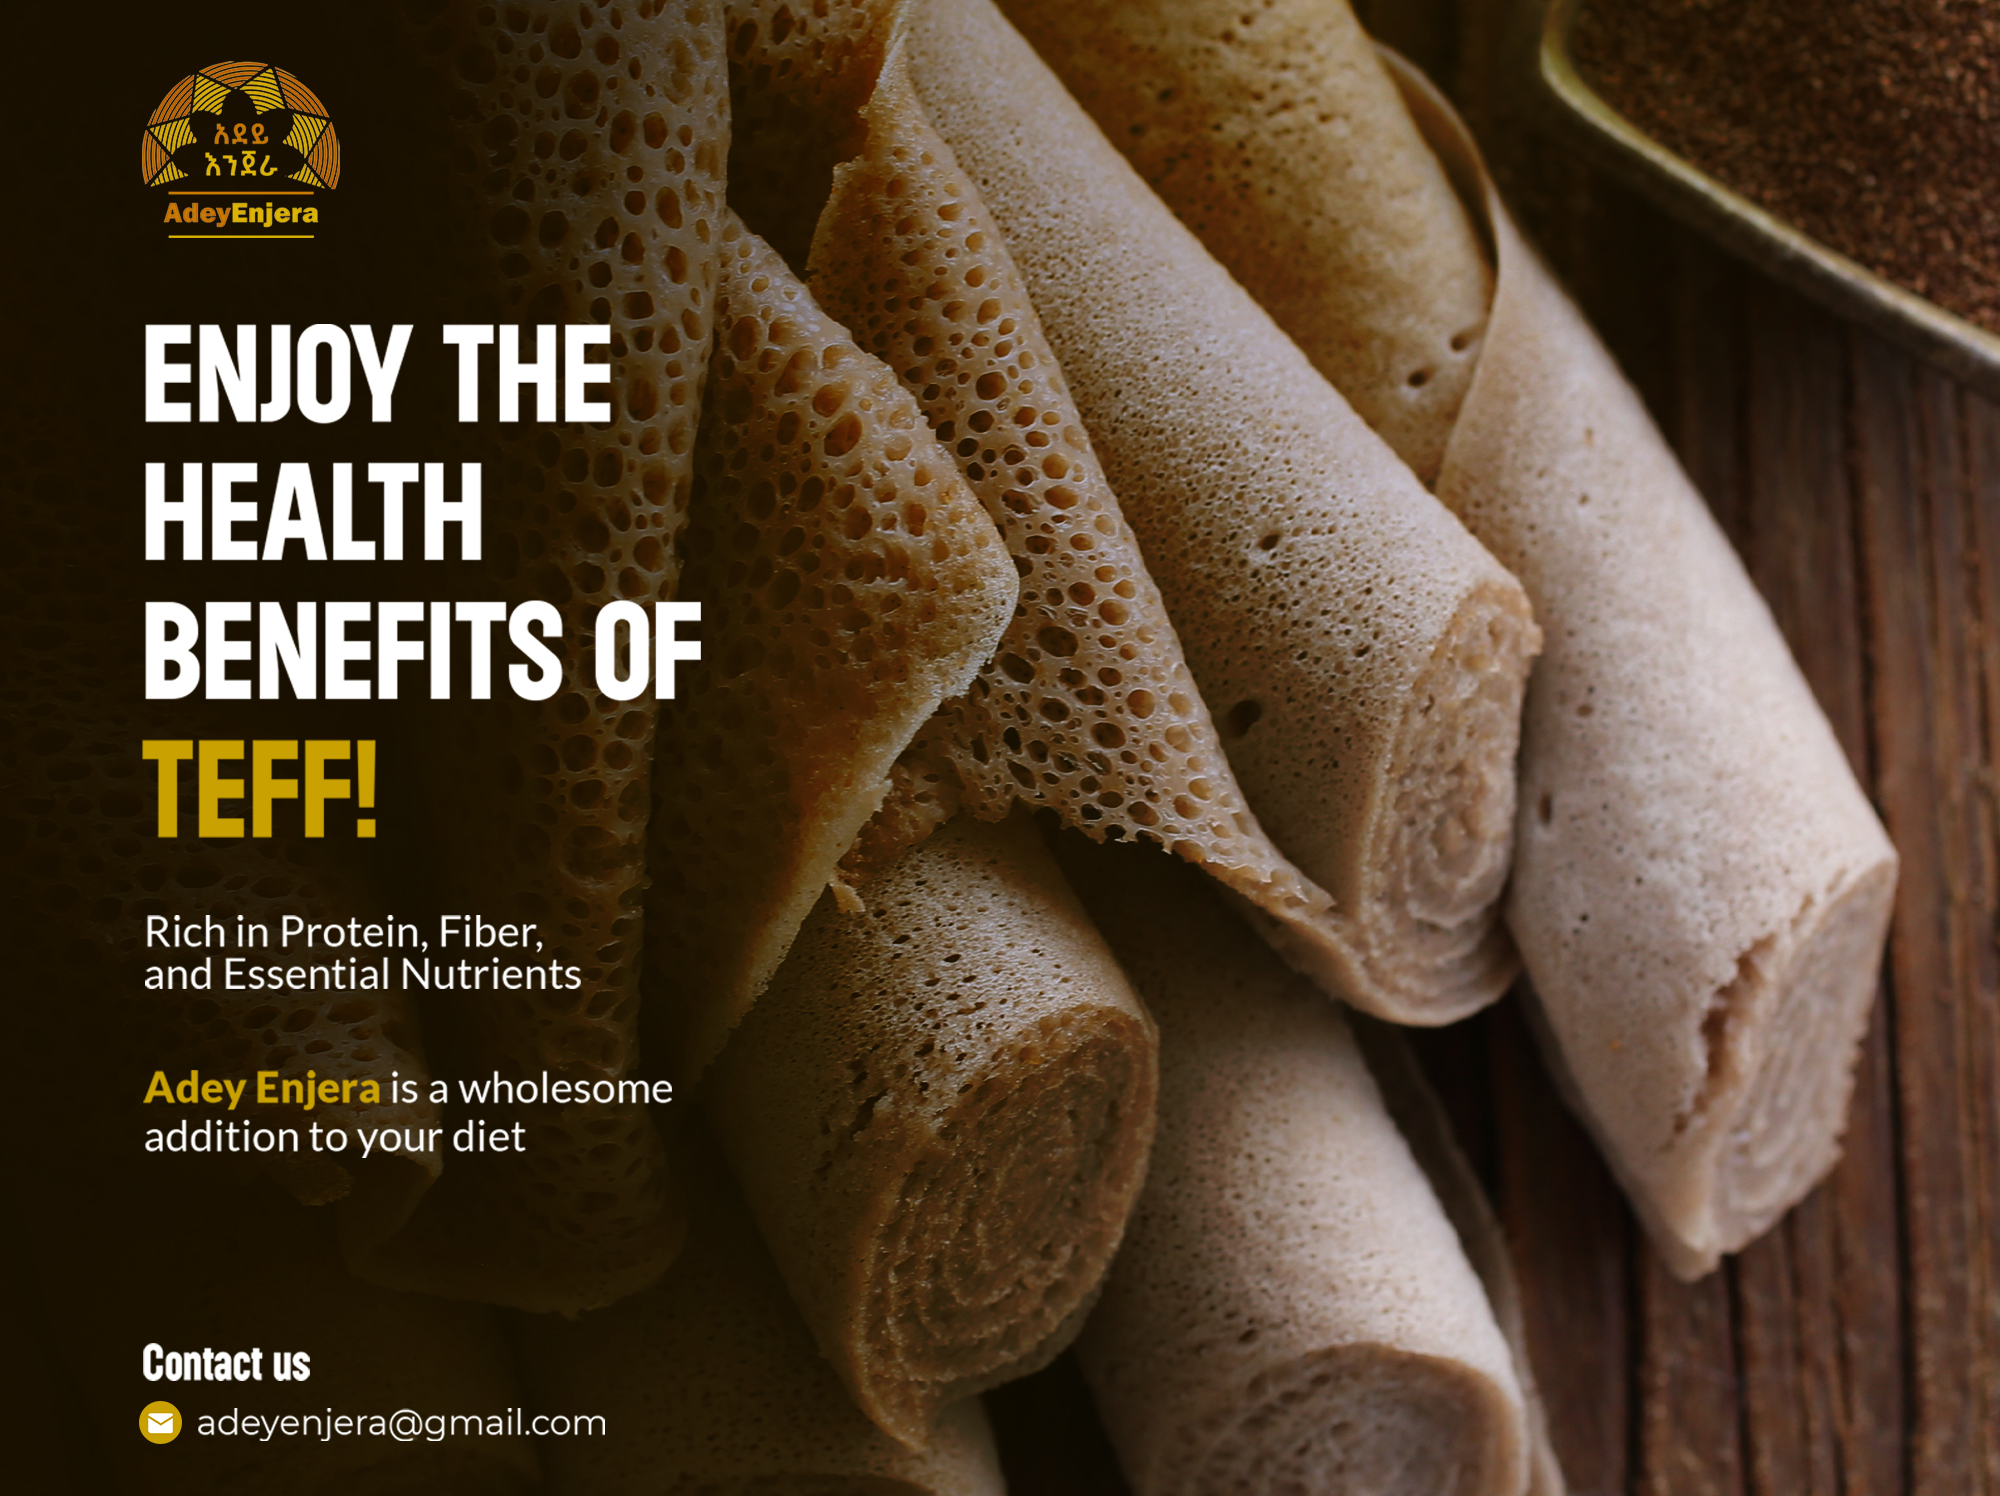 አደይ
እንጀራ
AdeyEnjera
ENJOY THE
HEALTH
BENEFITS OF
TEFF!
Rich in Protein, Fiber,
and Essential Nutrients
Adey Enjera is a wholesome
addition to your diet
Contact us
adeyenjera@gmail.com